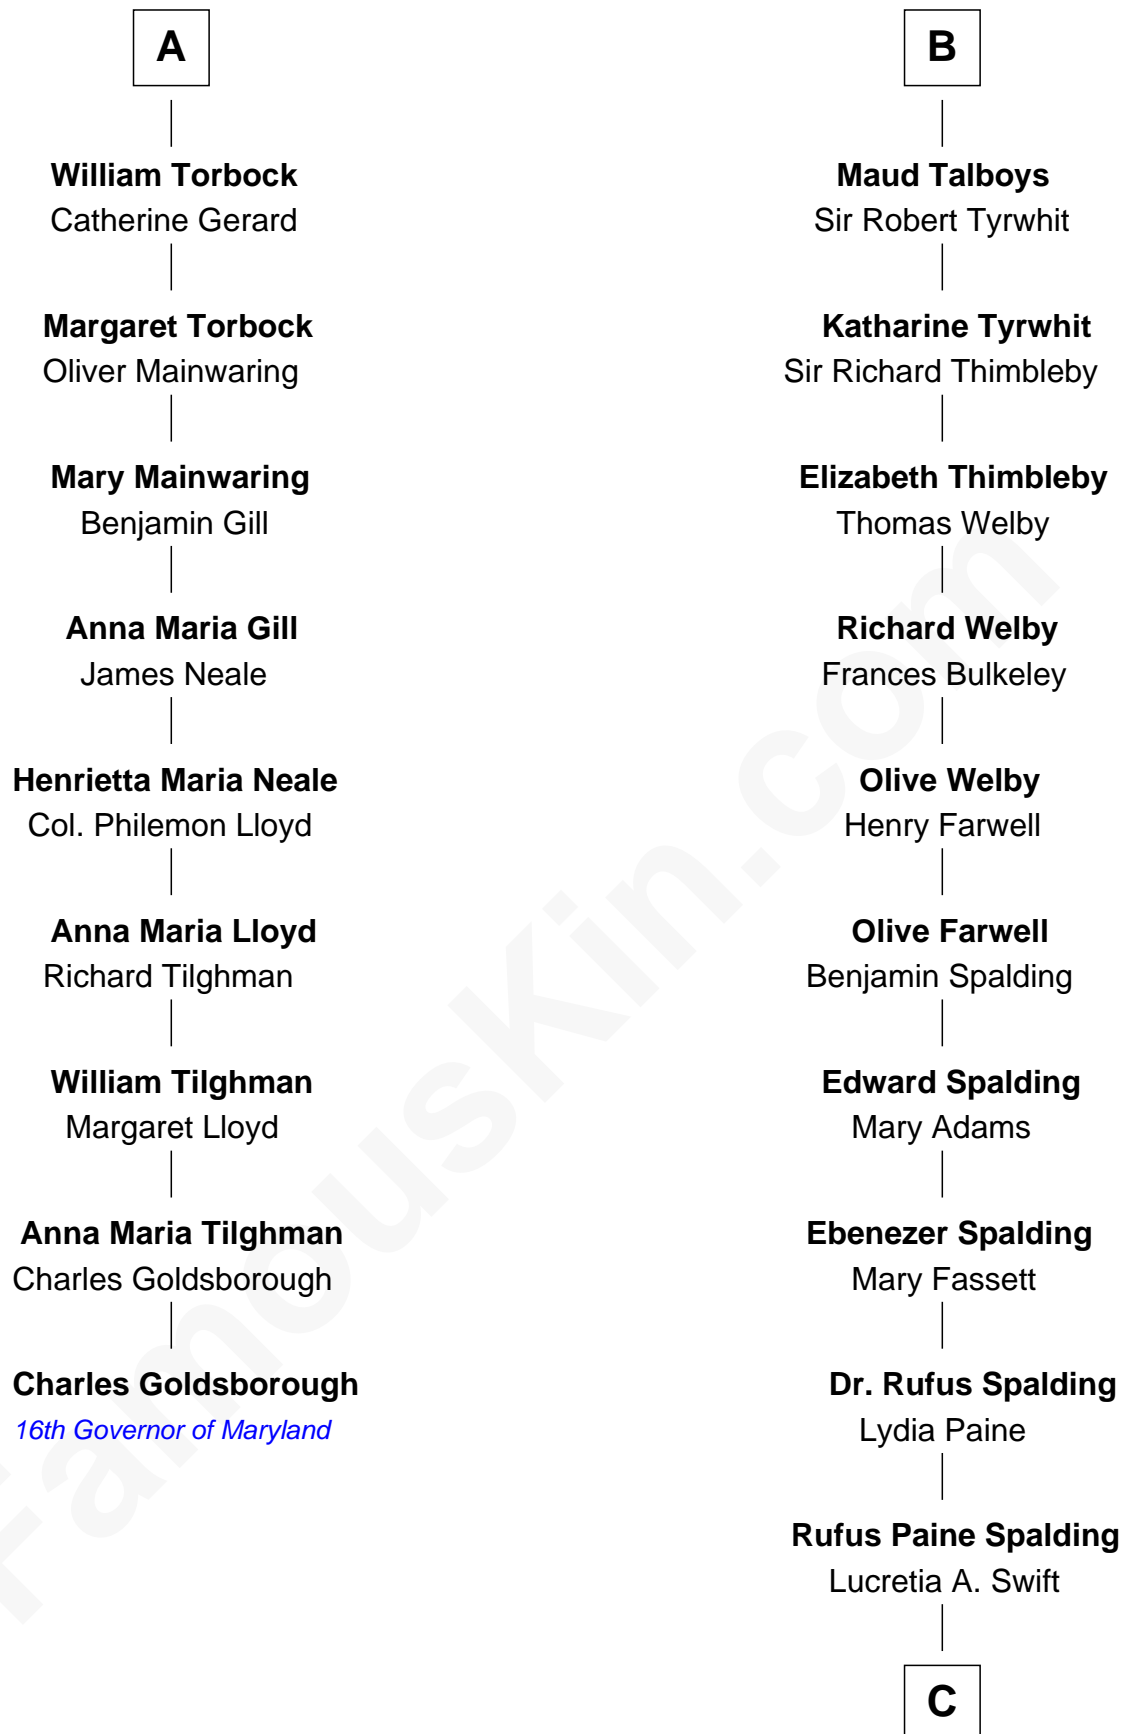 A
William Torbock
Catherine Gerard
Margaret Torbock
Oliver Mainwaring
Mary Mainwaring
Benjamin Gill
Anna Maria Gill
James Neale
Henrietta Maria Neale
Col. Philemon Lloyd
Anna Maria Lloyd
Richard Tilghman
William Tilghman
Margaret Lloyd
Anna Maria Tilghman
Charles Goldsborough
Charles Goldsborough
16th Governor of Maryland
B
Maud Talboys
Sir Robert Tyrwhit
Katharine Tyrwhit
Sir Richard Thimbleby
Elizabeth Thimbleby
Thomas Welby
Richard Welby
Frances Bulkeley
Olive Welby
Henry Farwell
Olive Farwell
Benjamin Spalding
Edward Spalding
Mary Adams
Ebenezer Spalding
Mary Fassett
Dr. Rufus Spalding
Lydia Paine
Rufus Paine Spalding
Lucretia A. Swift
C
FamousKin.com